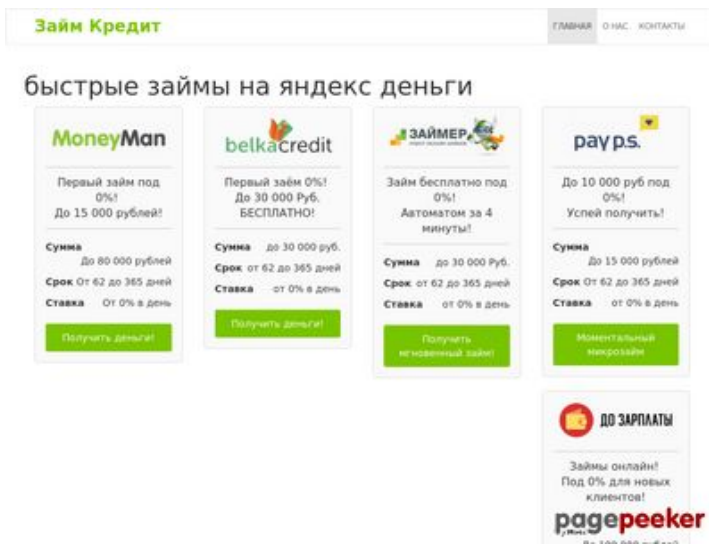 Займ Кредит
ГЛАВНАЯ О НАС КОНТАКТЫ
быстрые займы на яндекс деньги
MoneyMan
Первый займ под
0%!
До 15 000 рублей!
Сумма
До 80 000 рублей
Срок От 62 до 365 дней
Ставка От 0% в день
Получить деньги!
belkacredit
Первый заём 0%!
До 30 000 Руб.
БЕСПЛАТНО!
Сумма до 30 000 руб.
Срок от 62 до 365 дней
Ставка от 0% в день
Получить деньги!
ЗАЙМЕР
Займ бесплатно под
0%!
Автоматом за 4
минуты!
Сумма до 30 000 Руб.
Срок от 62 до 365 дней
Ставка от 0% в день
Получить
мгновенный займ!
pay p.s.
До 10 000 руб под
0%!
Успей получить!
Сумма
До 15 000 рублей
Срок От 62 до 365 дней
Ставка от 0% в день
Моментальный
микрозайм
ДО ЗАРПЛАТЫ
Займы онлайн!
Под 0% для новых
клиентов!
pagepeeker
До 100 000 рублей